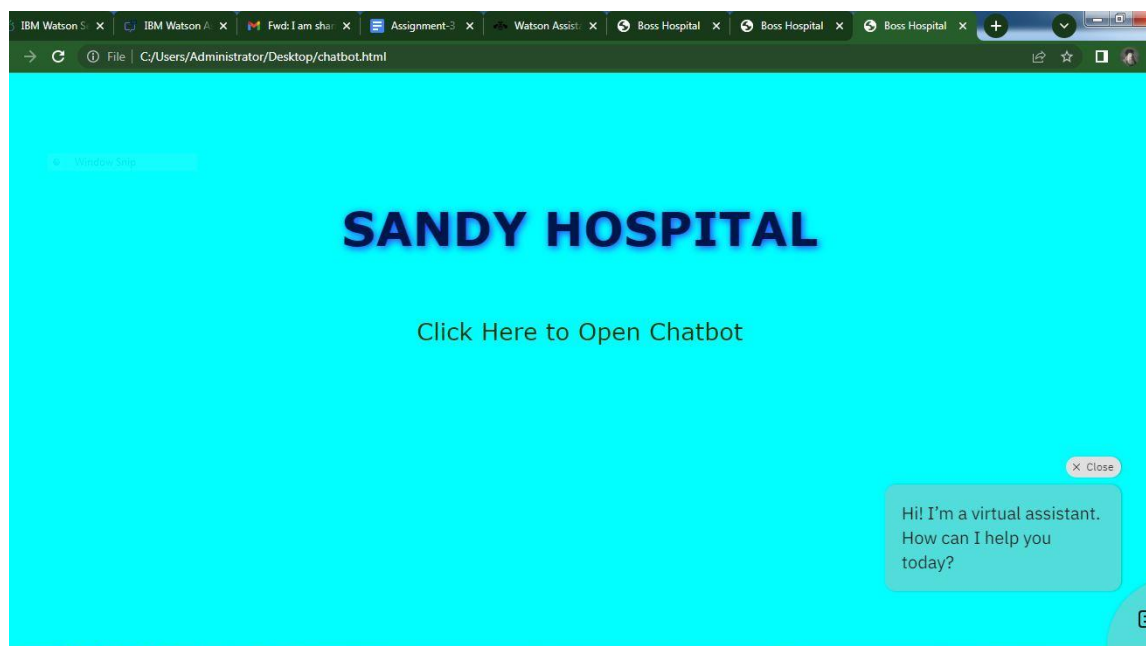 IBM Watson S
IBM Watson A
Fwd: I am shar
Assignment-3
Watson Assist
Boss Hospital
Boss Hospital
Boss Hospital
File
C:/Users/Administrator/Desktop/chatbot.html
Window Snip
SANDY HOSPITAL
Click Here to Open Chatbot
Close
Hi! I’m a virtual assistant.
How can I help you
today?